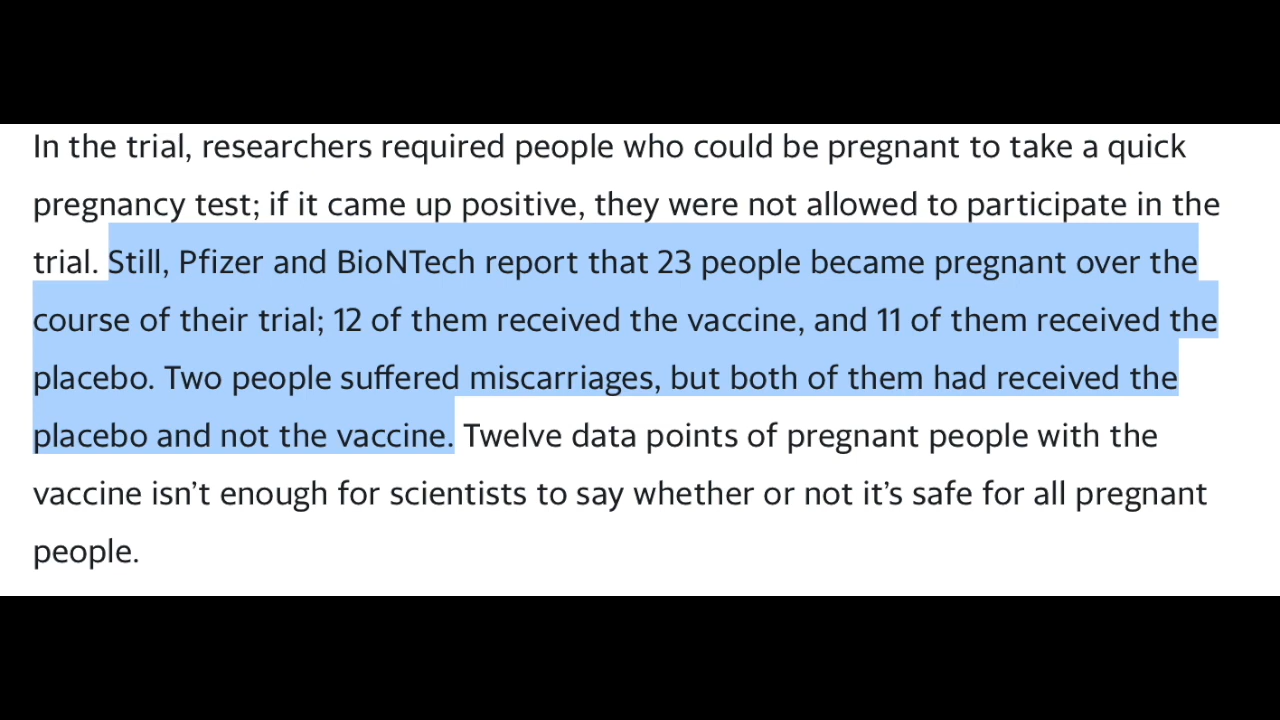 In the trial, researchers required people who could be pregnant to take a quick
pregnancy test; if it came up positive, they were not allowed to participate in the
trial. Still, Pfizer and BioNTech report that 23 people became pregnant over the
course of their trial; 12 of them received the vaccine, and 11 of them received the
placebo. Two people suffered miscarriages, but both of them had received the
placebo and not the vaccine. Twelve data points of pregnant people with the
vaccine isn’t enough for scientists to say whether or not it’s safe for all pregnant
people.